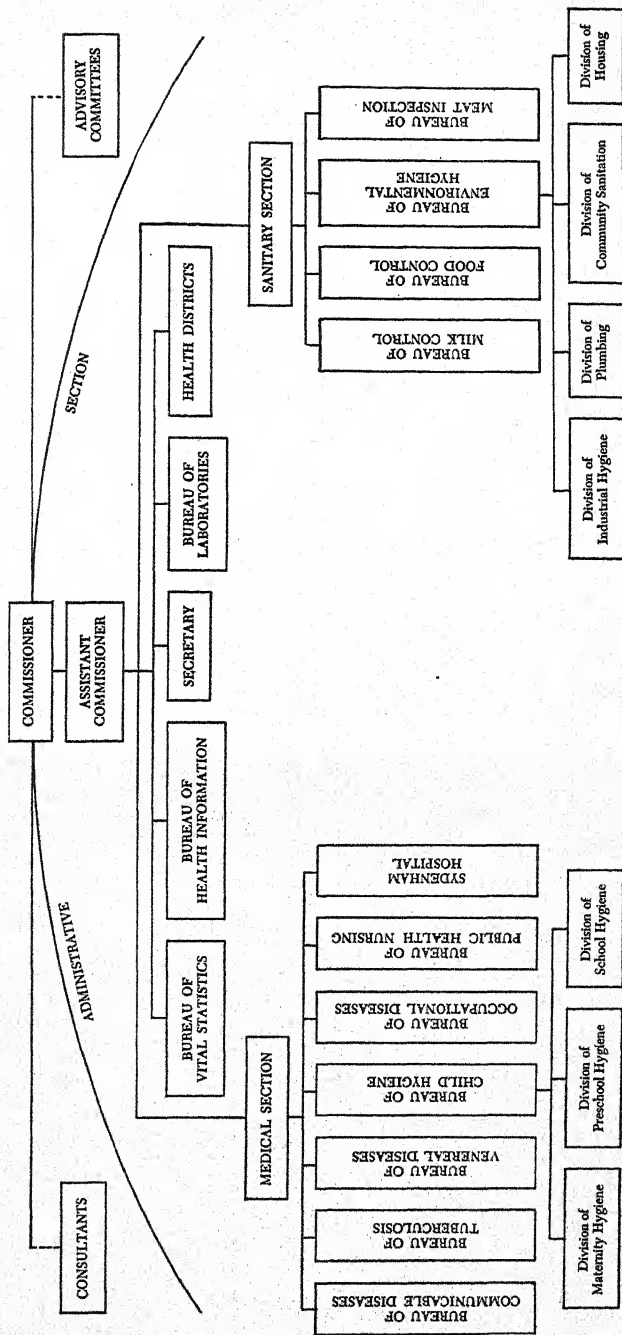 COMMISSIONER
ASSISTANT
COMMISSIONER
CONSULTANTS
ADVISORY
COMMITTEES
ADMINISTRATIVE
SECTION
BUREAU OF
VITAL STATISTICS
BUREAU OF
HEALTH INFORMATION
SECRETARY
BUREAU OF
LABORATORIES
HEALTH DISTRICTS
MEDICAL SECTION
SANITARY SECTION
BUREAU OF
COMMUNICABLE DISEASES
BUREAU OF
TUBERCULOSIS
BUREAU OF
VENEREAL DISEASES
BUREAU OF
CHILD HYGIENE
BUREAU OF
OCCUPATIONAL DISEASES
BUREAU OF
PUBLIC HEALTH NURSING
SYDENHAM
HOSPITAL
BUREAU OF
MILK CONTROL
BUREAU OF
FOOD CONTROL
BUREAU OF
ENVIRONMENTAL
HYGIENE
BUREAU OF
MEAT INSPECTION
Division of
Maternity Hygiene
Division of
Preschool Hygiene
Division of
School Hygiene
Division of
Industrial Hygiene
Division of
Plumbing
Division of
Community Sanitation
Division of
Housing